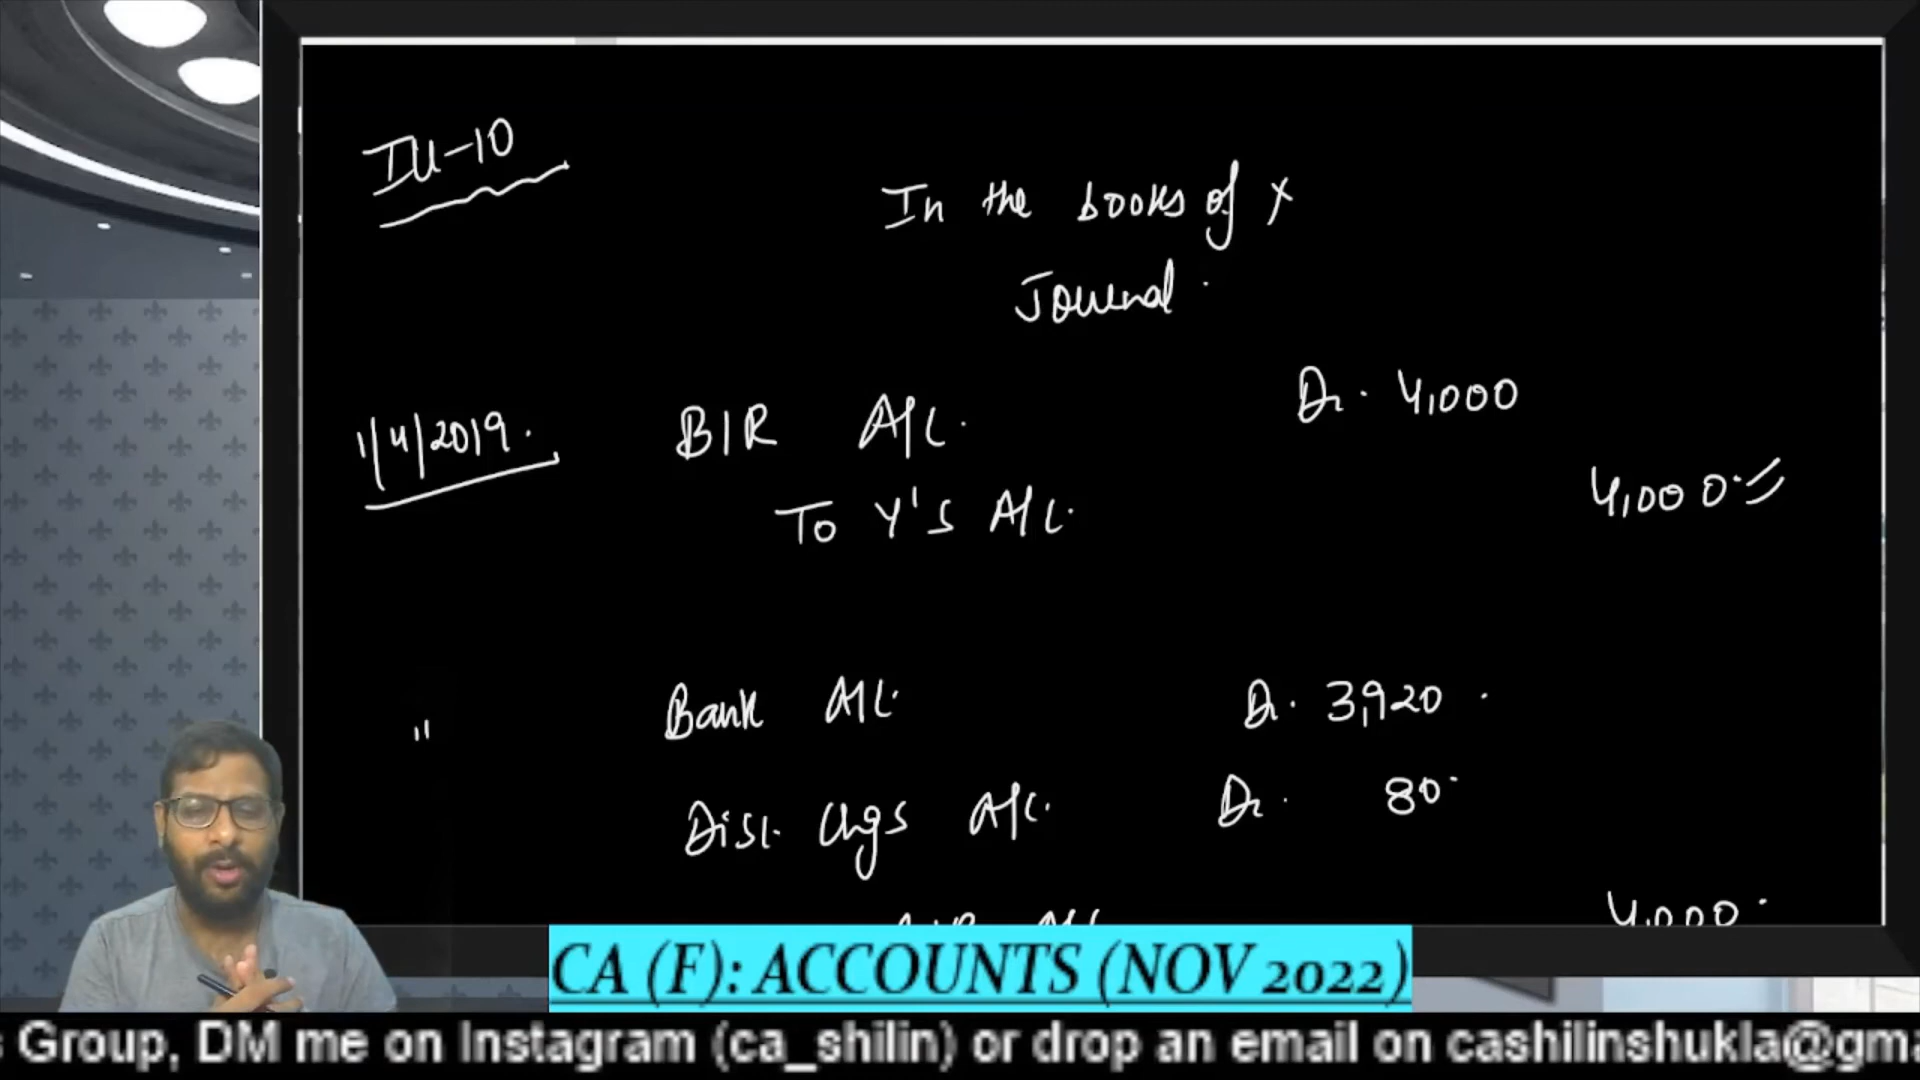 Ill-10
In the books of X
Journal.
1/4/2019. B/R A/c. Dr. 4,000
To Y's A/c. 4,000.
" Bank A/c. Dr. 3,920
Disc. Chgs A/c. Dr. 80
4,000.
CA (F): ACCOUNTS (NOV 2022)
Group, DM me on Instagram (ca_shilin) or drop an email on cashilinshukla@gma